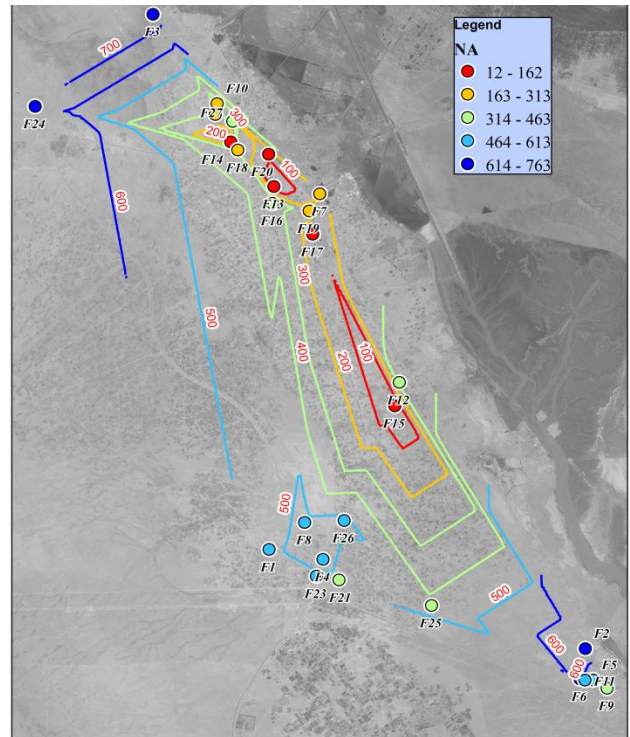 Legend
NA
12 - 162
163 - 313
314 - 463
464 - 613
614 - 763
F3
700
F24
F10
F27
300
200
F14
F18
F20
100
F13
F16
F7
F19
F17
600
300
500
400
200
100
F12
F15
500
F8
F26
F1
F4
F23
F21
F25
500
600
F2
600
F5
F6
F11
F9